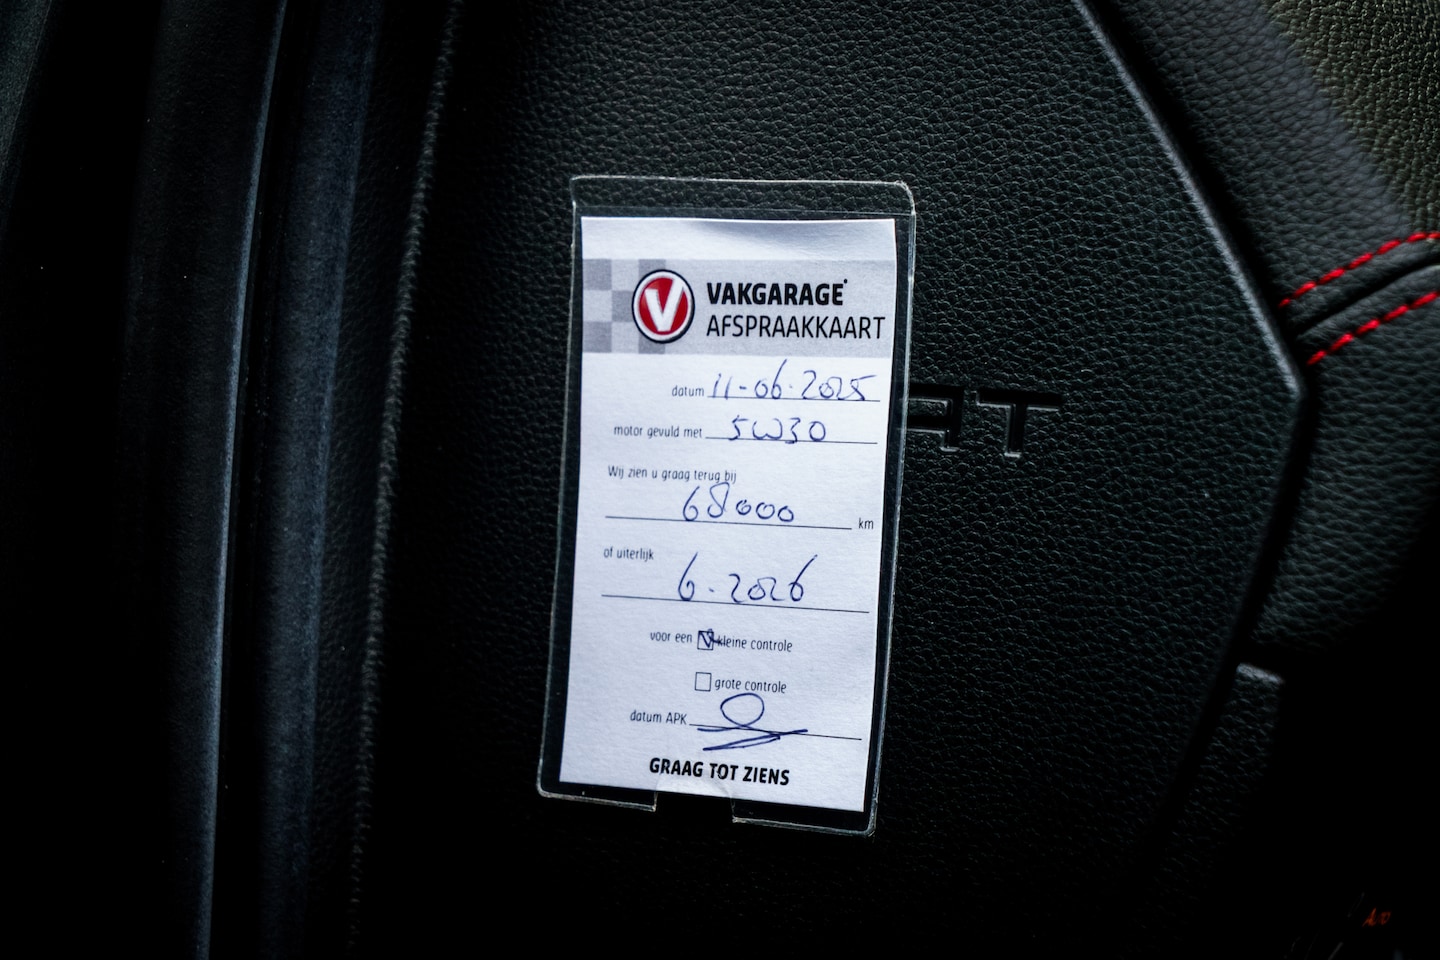 V VAKGARAGE
AFSPRAAKKAART
datum 11-06-2025
motor gevuld met 5W30
Wij zien u graag terug bij
68000 km
of uiterlijk
6-2026
voor een kleine controle
grote controle
datum APK
GRAAG TOT ZIENS
AT